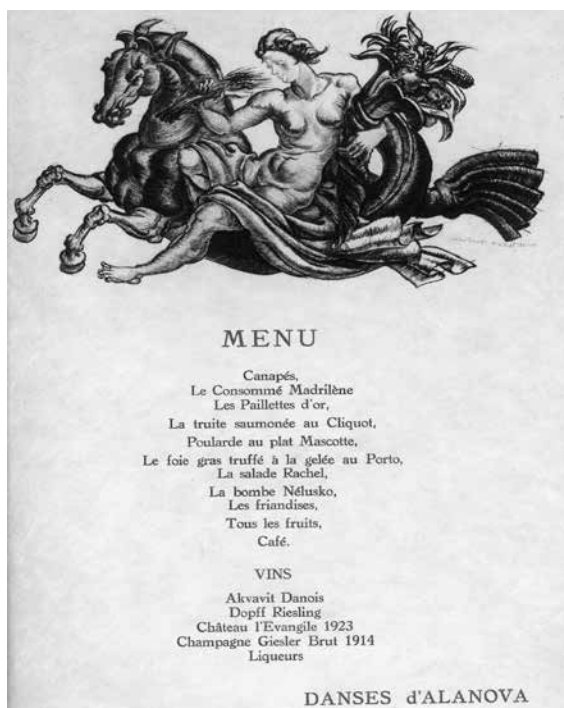 MENU
Canapés,
Le Consommé Madrilène
Les Paillettes d'or,
La truite saumonée au Cliquot,
Poularde au plat Mascotte,
Le foie gras truffé à la gelée au Porto,
La salade Rachel,
La bombe Nélusko,
Les friandises,
Tous les fruits,
Café.
VINS
Akvavit Danois
Dopff Riesling
Château l'Evangile 1923
Champagne Giesler Brut 1914
Liqueurs
DANSES d'ALANOVA